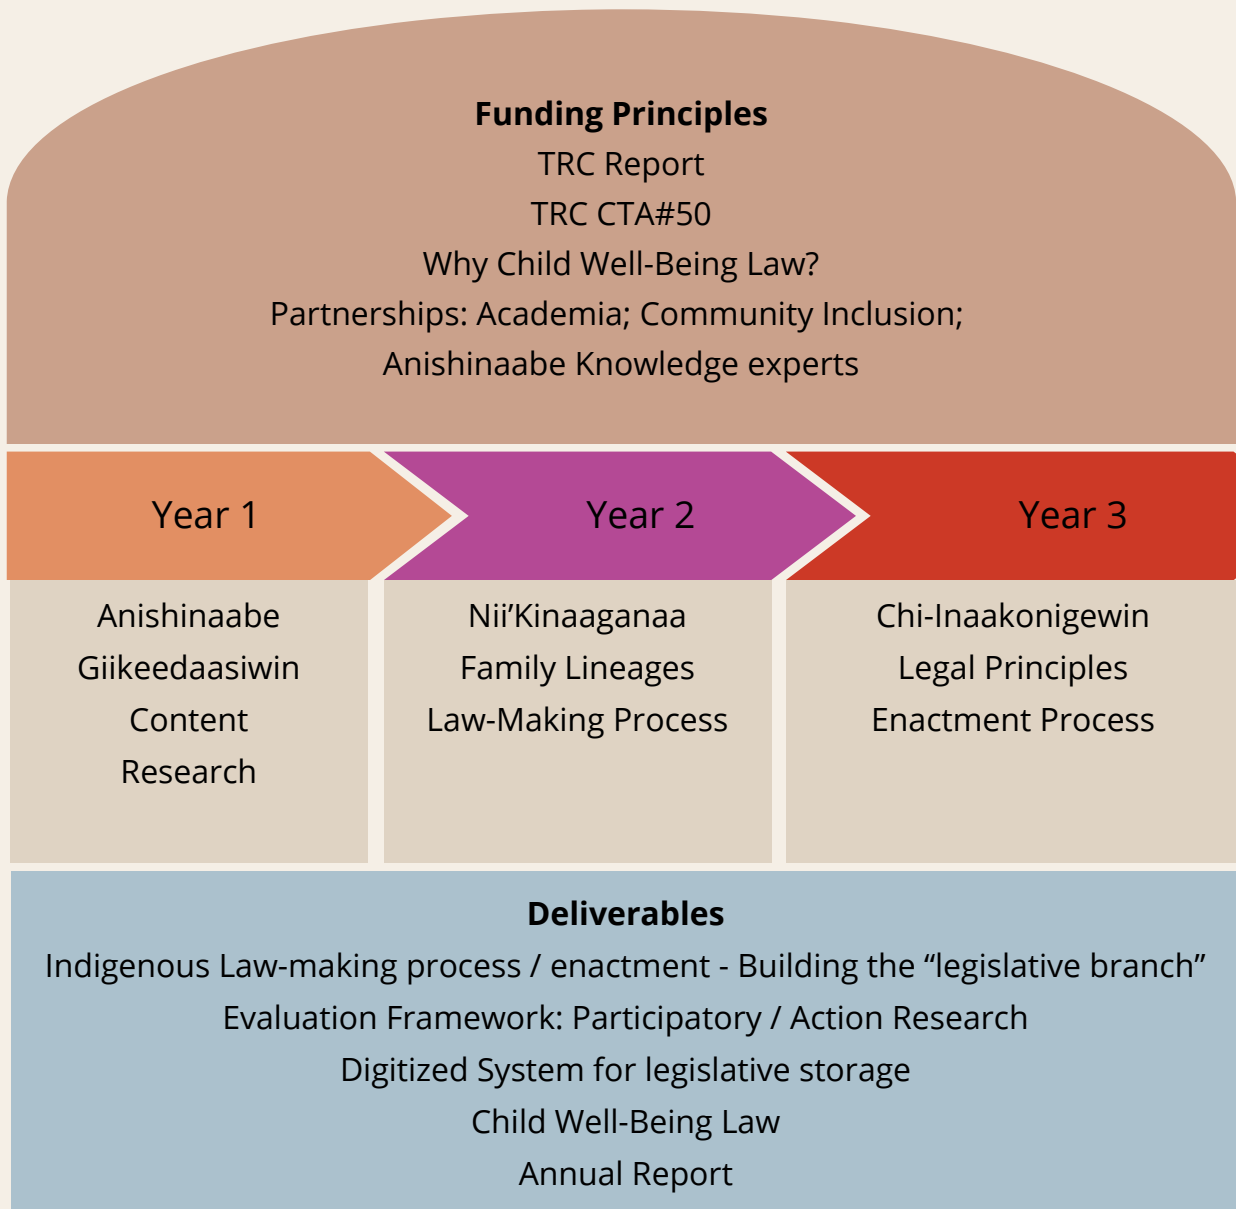 Funding Principles
TRC Report
TRC CTA#50
Why Child Well-Being Law?
Partnerships: Academia; Community Inclusion;
Anishinaabe Knowledge experts
Year 1
Year 2
Year 3
Anishinaabe
Giikeedaasiwin
Content
Research
Nii’Kinaaganaa
Family Lineages
Law-Making Process
Chi-Inaakonigewin
Legal Principles
Enactment Process
Deliverables
Indigenous Law-making process / enactment - Building the “legislative branch”
Evaluation Framework: Participatory / Action Research
Digitized System for legislative storage
Child Well-Being Law
Annual Report